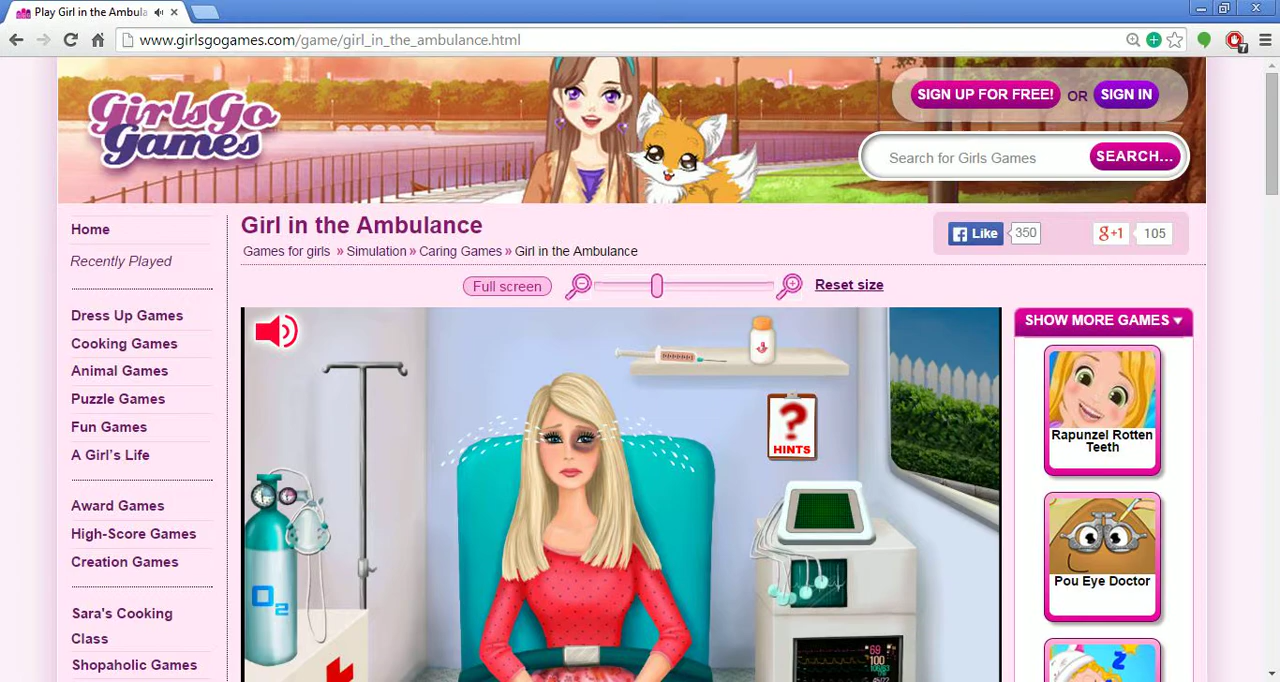 Play Girl in the Ambula
www.girlsgogames.com/game/girl_in_the_ambulance.html
7
GirlsGo
Games
SIGN UP FOR FREE! OR SIGN IN
Search for Girls Games
SEARCH...
Home
Recently Played
Dress Up Games
Cooking Games
Animal Games
Puzzle Games
Fun Games
A Girl's Life
Award Games
High-Score Games
Creation Games
Sara's Cooking
Class
Shopaholic Games
Girl in the Ambulance
Games for girls » Simulation » Caring Games » Girl in the Ambulance
Like 350
g+1 105
Full screen
Reset size
?
HINTS
O2
69
100
SHOW MORE GAMES ▾
Rapunzel Rotten
Teeth
Pou Eye Doctor
Z